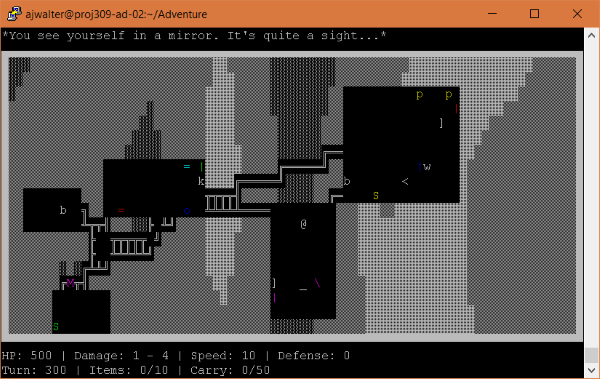 ajwalter@proj309-ad-02:~/Adventure
*You see yourself in a mirror. It's quite a sight...*
p p
|
]
= |
w
k b <
s
b = w
@
M
] _ \
|
S
HP: 500 | Damage: 1 - 4 | Speed: 10 | Defense: 0
Turn: 300 | Items: 0/10 | Carry: 0/50